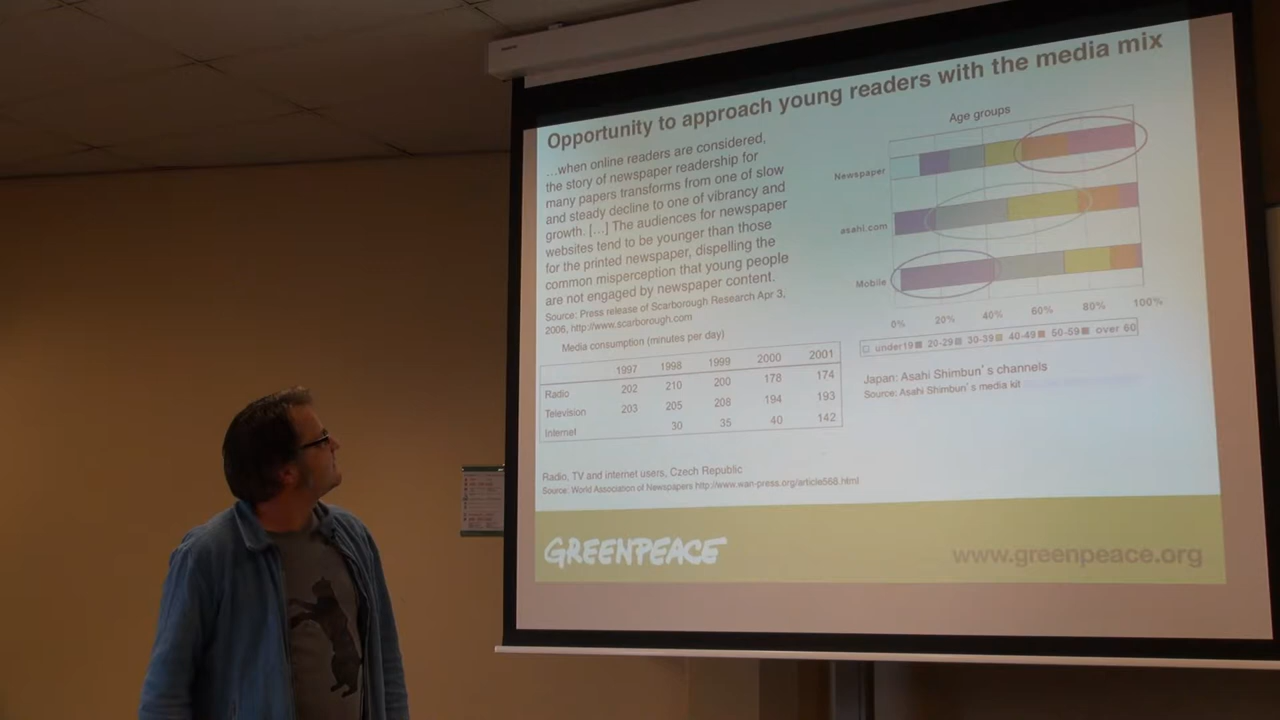 Opportunity to approach young readers with the media mix
...when online readers are considered,
the story of newspaper readership for
many papers transforms from one of slow
and steady decline to one of vibrancy and
growth. [...] The audiences for newspaper
websites tend to be younger than those
for the printed newspaper, dispelling the
common misperception that young people
are not engaged by newspaper content.
Source: Press release of Scarborough Research Apr 3,
2006, http://www.scarborough.com
Media consumption (minutes per day)
1997 1998 1999 2000 2001
Radio 202 210 200 178 174
Television 203 205 208 194 193
Internet 30 35 40 142
Radio, TV and internet users, Czech Republic
Source: World Association of Newspapers http://www.wan-press.org/article568.html
Age groups
Newspaper
asahi.com
Mobile
0% 20% 40% 60% 80% 100%
under19 20-29 30-39 40-49 50-59 over 60
Japan: Asahi Shimbun's channels
Source: Asahi Shimbun's media kit
GREENPEACE
www.greenpeace.org